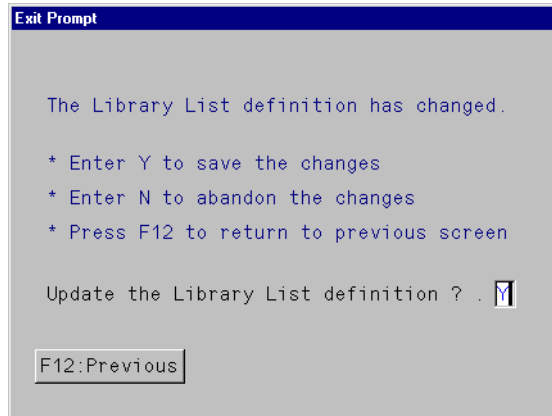 Exit Prompt
The Library List definition has changed.
* Enter Y to save the changes
* Enter N to abandon the changes
* Press F12 to return to previous screen
Update the Library List definition ? . Y
F12:Previous